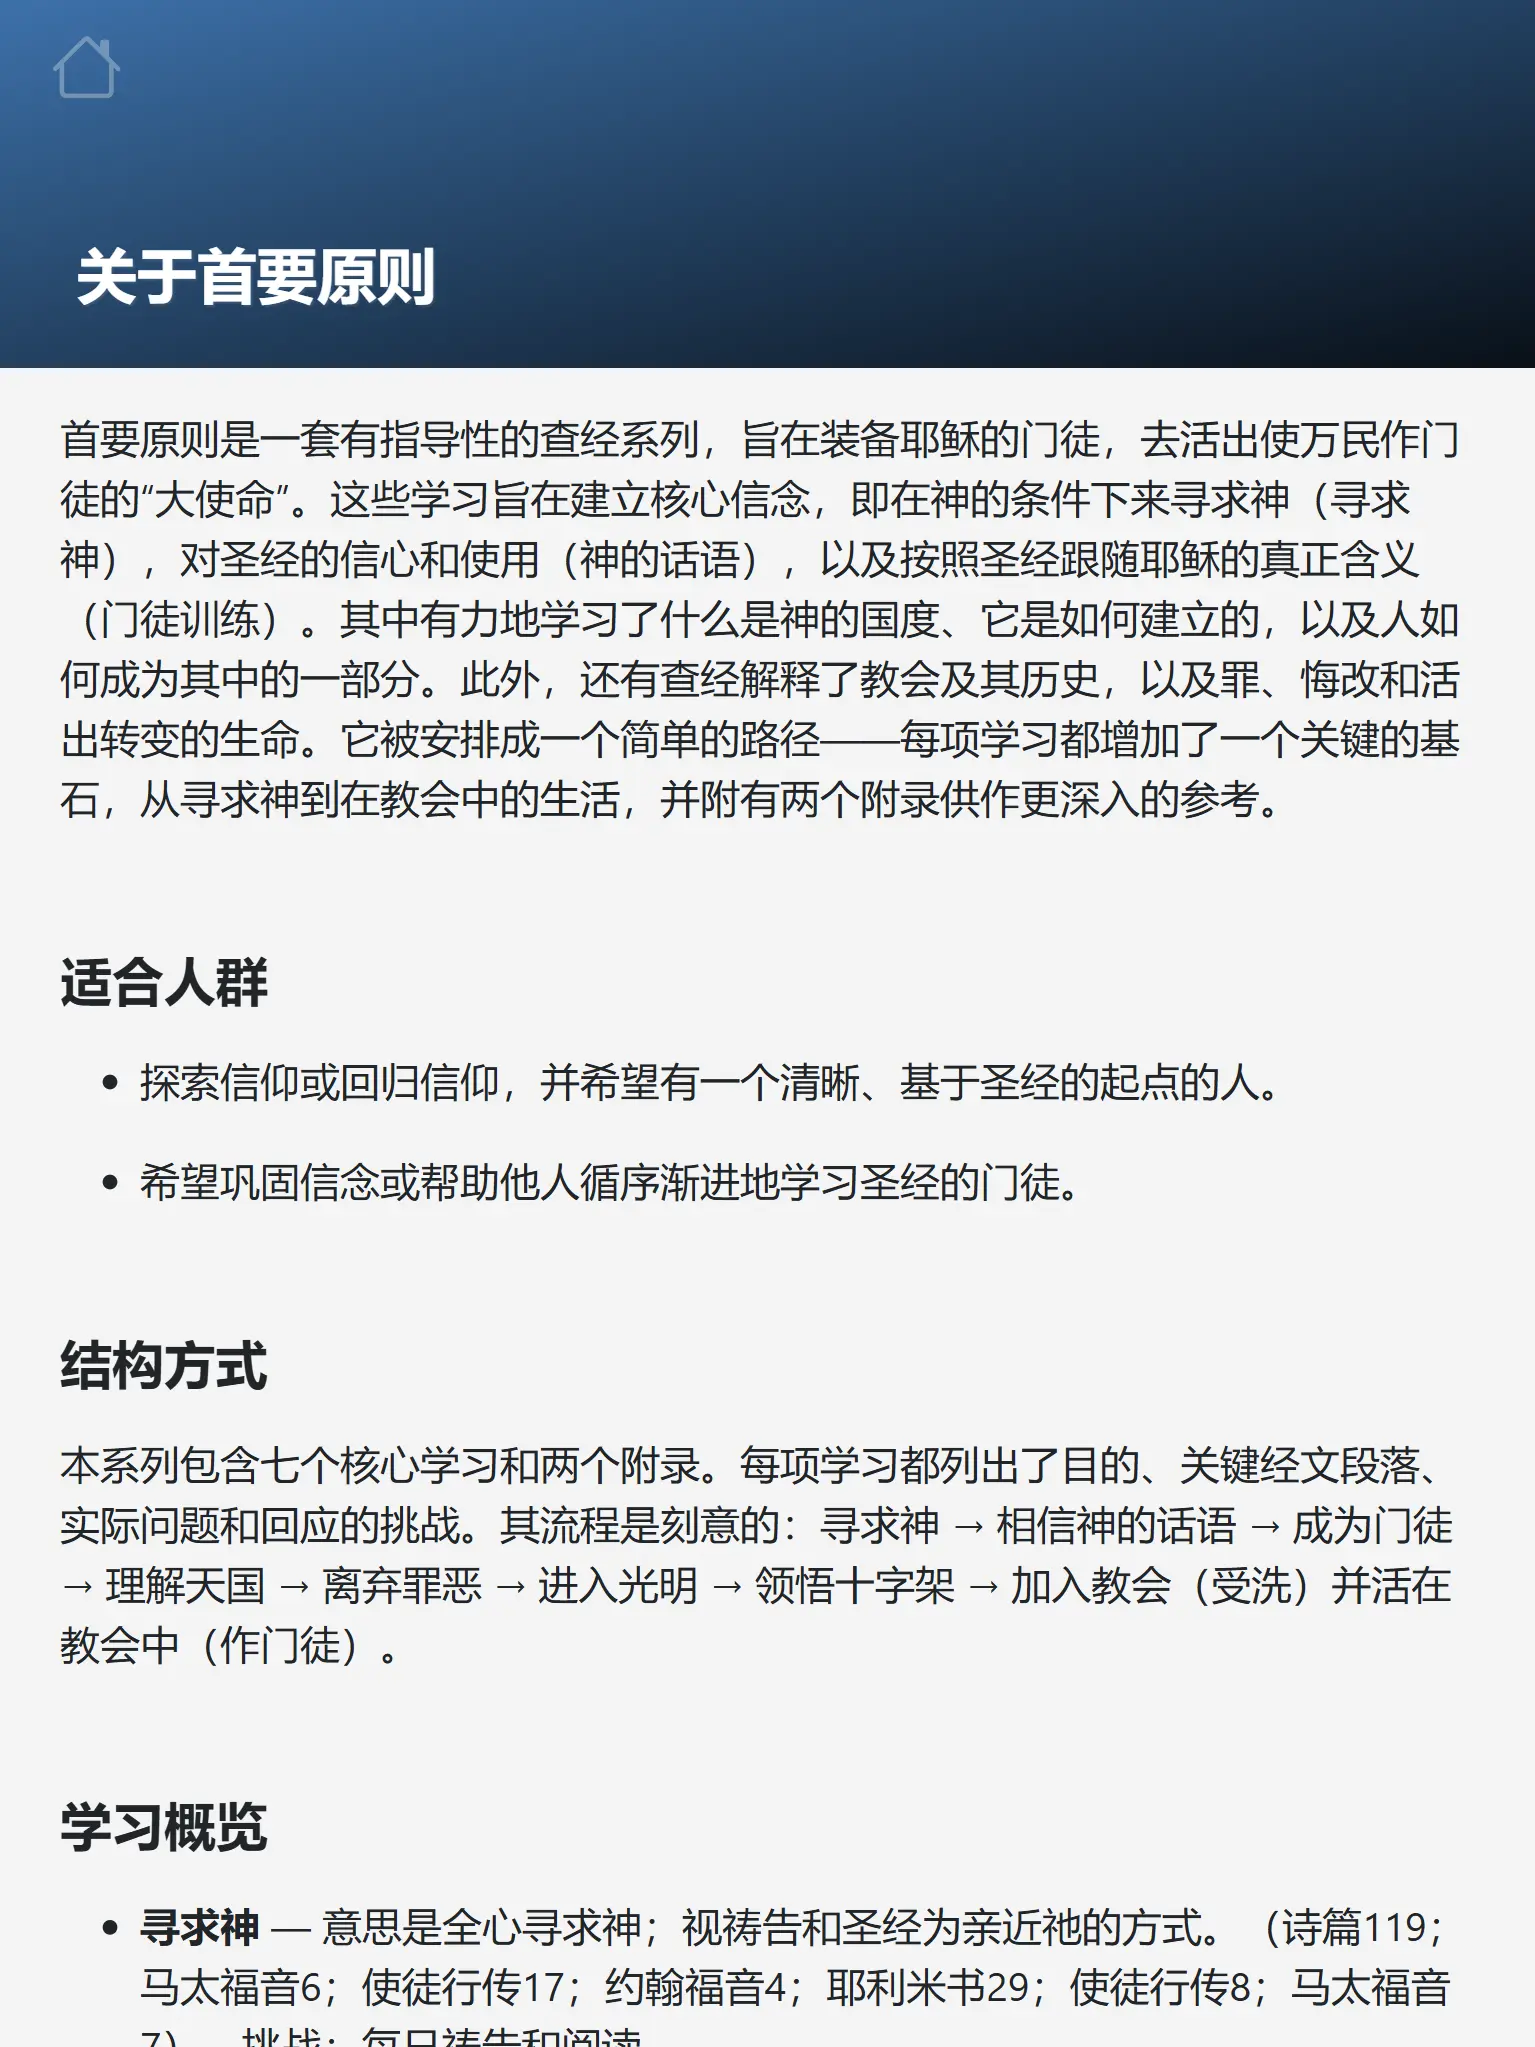 关于首要原则
首要原则是一套有指导性的查经系列，旨在装备耶稣的门徒，去活出使万民作门
徒的“大使命”。这些学习旨在建立核心信念，即在神的条件下来寻求神（寻求
神），对圣经的信心和使用（神的话语），以及按照圣经跟随耶稣的真正含义
（门徒训练）。其中有力地学习了什么是神的国度、它是如何建立的，以及人如
何成为其中的一部分。此外，还有查经解释了教会及其历史，以及罪、悔改和活
出转变的生命。它被安排成一个简单的路径——每项学习都增加了一个关键的基
石，从寻求神到在教会中的生活，并附有两个附录供作更深入的参考。
适合人群
• 探索信仰或回归信仰，并希望有一个清晰、基于圣经的起点的人。
• 希望巩固信念或帮助他人循序渐进地学习圣经的门徒。
结构方式
本系列包含七个核心学习和两个附录。每项学习都列出了目的、关键经文段落、
实际问题和回应的挑战。其流程是刻意的：寻求神 → 相信神的话语 → 成为门徒
→ 理解天国 → 离弃罪恶 → 进入光明 → 领悟十字架 → 加入教会（受洗）并活在
教会中（作门徒）。
学习概览
• 寻求神 — 意思是全心寻求神；视祷告和圣经为亲近祂的方式。（诗篇119；
马太福音6；使徒行传17；约翰福音4；耶利米书29；使徒行传8；马太福音
7）。挑战：每日祷告和阅读